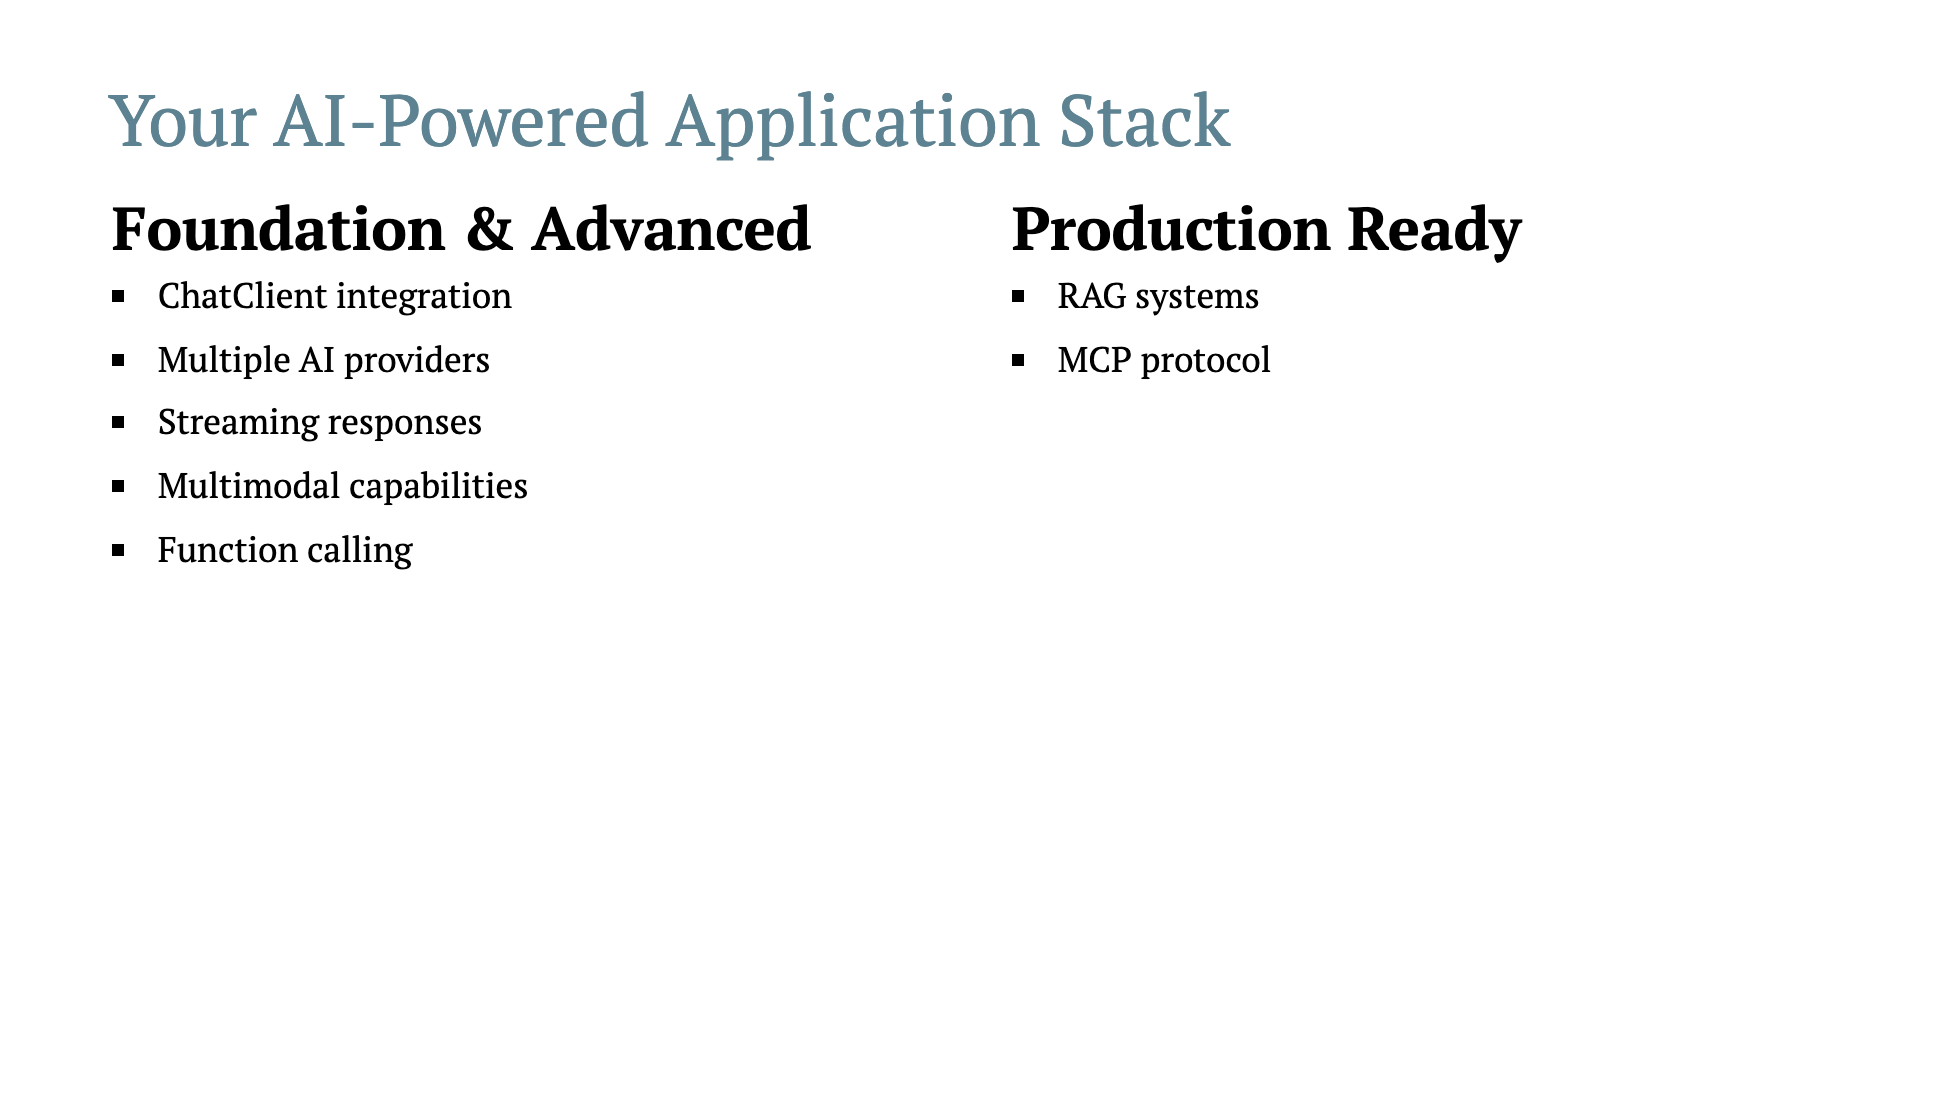 Your AI-Powered Application Stack
Foundation & Advanced
▪ ChatClient integration
▪ Multiple AI providers
▪ Streaming responses
▪ Multimodal capabilities
▪ Function calling
Production Ready
▪ RAG systems
▪ MCP protocol